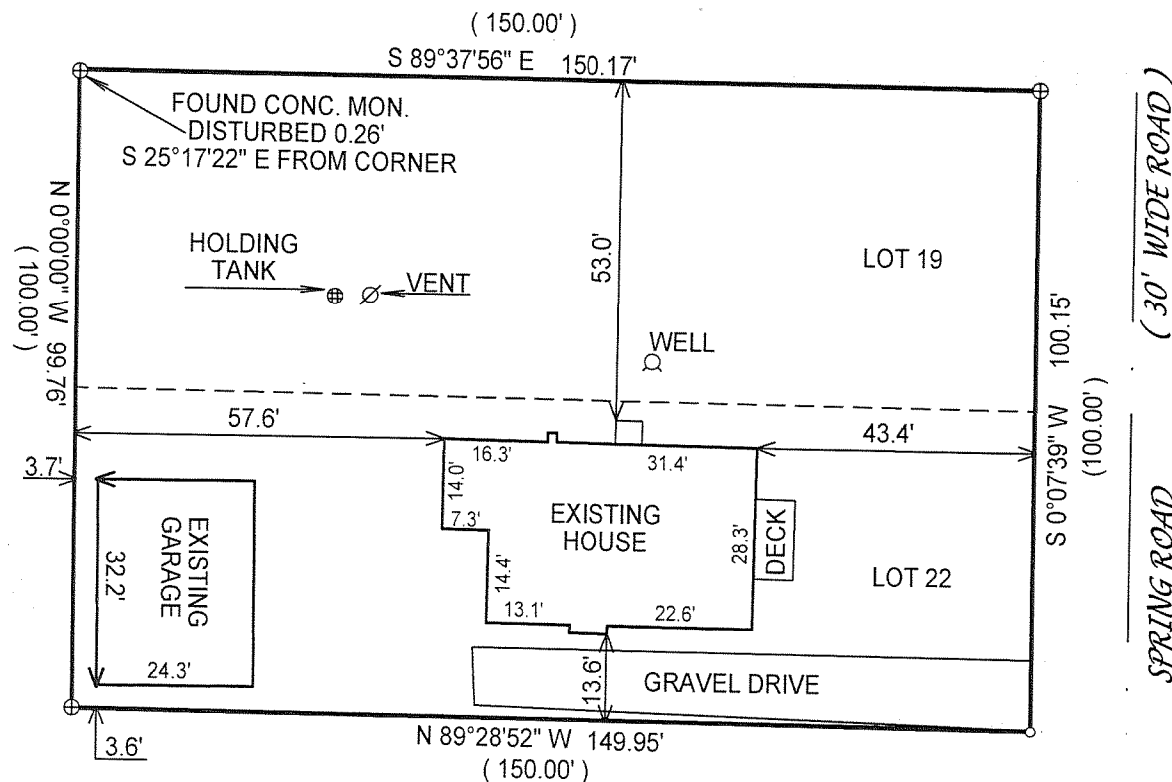 ( 150.00' )
S 89°37'56" E 150.17'
FOUND CONC. MON.
DISTURBED 0.26'
S 25°17'22" E FROM CORNER
N 0°00'00" W 99.76'
( 100.00' )
HOLDING
TANK
VENT
53.0'
LOT 19
WELL
( 30' WIDE ROAD )
SPRING ROAD
S 0°07'39" W 100.15'
(100.00' )
57.6'
43.4'
3.7'
16.3'
31.4'
14.0'
7.3'
EXISTING
HOUSE
28.3'
DECK
LOT 22
EXISTING
GARAGE
32.2'
24.3'
14.4'
13.1'
22.6'
13.6'
GRAVEL DRIVE
3.6'
N 89°28'52" W 149.95'
( 150.00' )